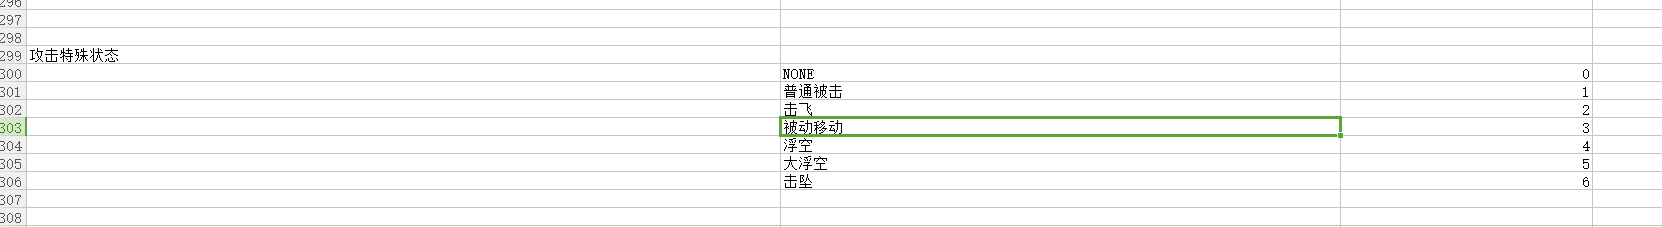 296
297
298
299 攻击特殊状态
300 NONE 0
301 普通被击 1
302 击飞 2
303 被动移动 3
304 浮空 4
305 大浮空 5
306 击坠 6
307
308